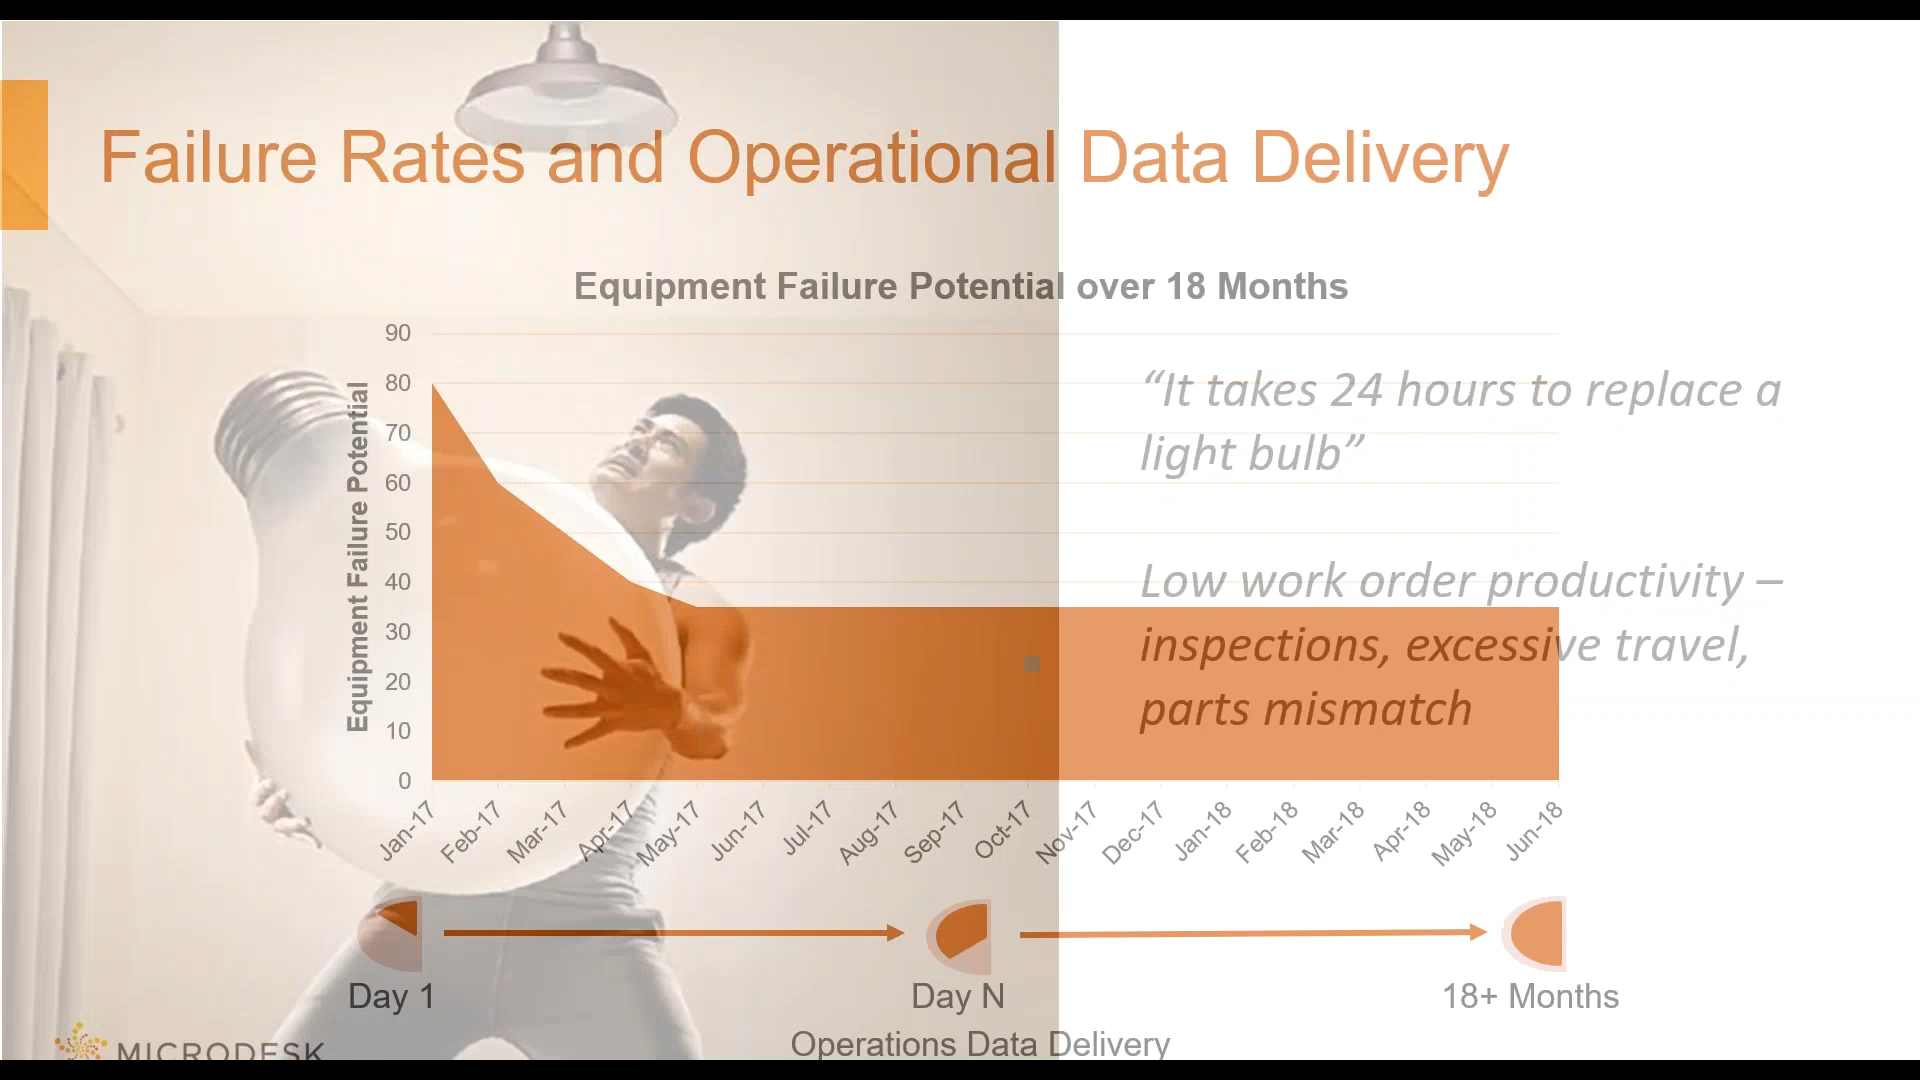 Failure Rates and Operational Data Delivery
Equipment Failure Potential over 18 Months
Equipment Failure Potential
90
80
70
60
50
40
30
20
10
0
Jan-17
Feb-17
Mar-17
Apr-17
May-17
Jun-17
Jul-17
Aug-17
Sep-17
Oct-17
Nov-17
Dec-17
Jan-18
Feb-18
Mar-18
Apr-18
May-18
Jun-18
“It takes 24 hours to replace a
light bulb”
Low work order productivity –
inspections, excessive travel,
parts mismatch
Day 1
Day N
18+ Months
Operations Data Delivery
MICRODESK